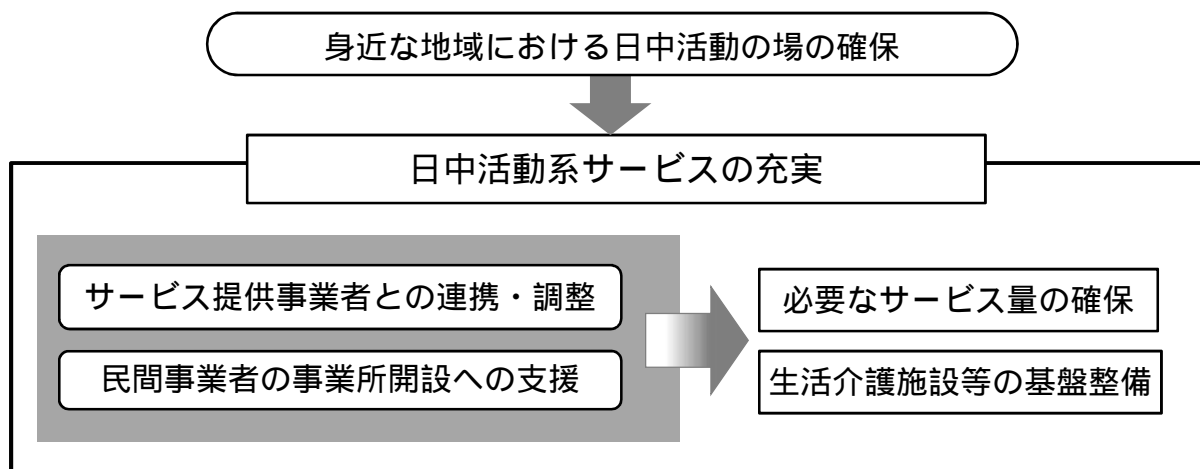 身近な地域における日中活動の場の確保
日中活動系サービスの充実
サービス提供事業者との連携・調整
民間事業者の事業所開設への支援
必要なサービス量の確保
生活介護施設等の基盤整備